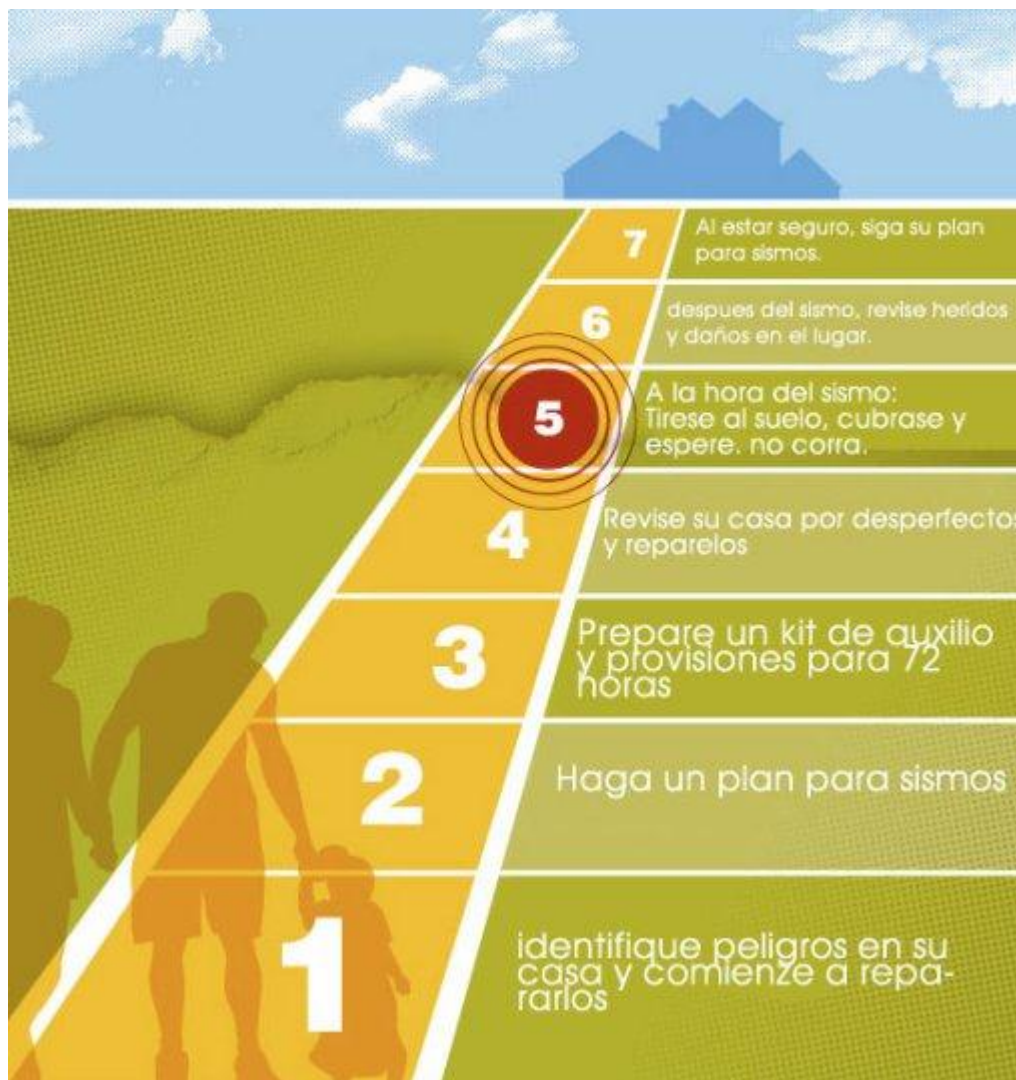 7
Al estar seguro, siga su plan
para sismos.
6
despues del sismo, revise heridos
y daños en el lugar.
5
A la hora del sismo:
Tirese al suelo, cubrase y
espere. no corra.
4
Revise su casa por desperfectos
y reparelos
3
Prepare un kit de auxilio
y provisiones para 72
horas
2
Haga un plan para sismos
1
identifique peligros en su
casa y comienze a repa-
rarlos